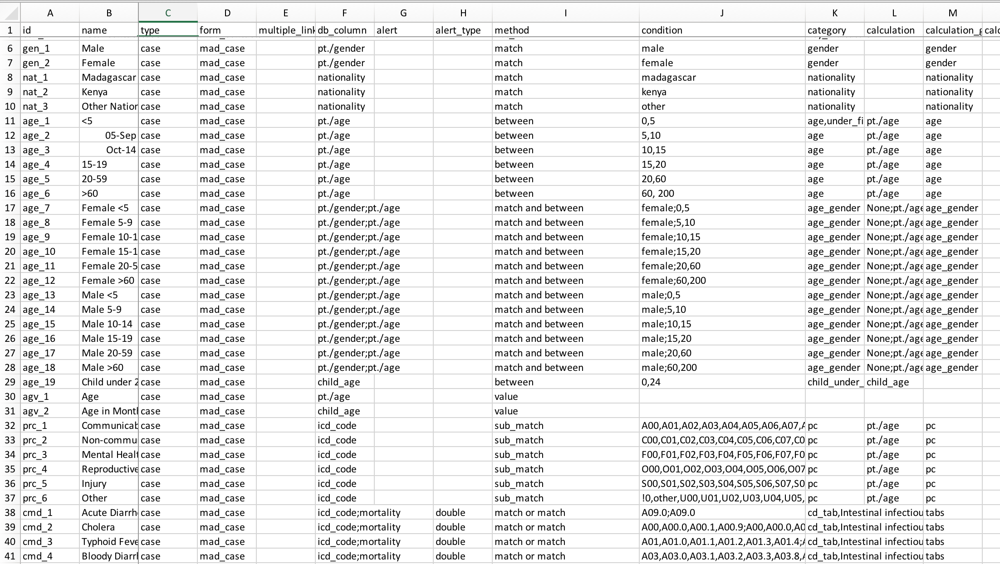 A B C D E F G H I J K L M
1 id name type form multiple_link db_column alert alert_type method condition category calculation calculation_g calc
6 gen_1 Male case mad_case pt./gender match male gender gender
7 gen_2 Female case mad_case pt./gender match female gender gender
8 nat_1 Madagascar case mad_case nationality match madagascar nationality nationality
9 nat_2 Kenya case mad_case nationality match kenya nationality nationality
10 nat_3 Other Nation case mad_case nationality match other nationality nationality
11 age_1 <5 case mad_case pt./age between 0,5 age,under_fi pt./age age
12 age_2 05-Sep case mad_case pt./age between 5,10 age pt./age age
13 age_3 Oct-14 case mad_case pt./age between 10,15 age pt./age age
14 age_4 15-19 case mad_case pt./age between 15,20 age pt./age age
15 age_5 20-59 case mad_case pt./age between 20,60 age pt./age age
16 age_6 >60 case mad_case pt./age between 60, 200 age pt./age age
17 age_7 Female <5 case mad_case pt./gender;pt./age match and between female;0,5 age_gender None;pt./age age_gender
18 age_8 Female 5-9 case mad_case pt./gender;pt./age match and between female;5,10 age_gender None;pt./age age_gender
19 age_9 Female 10-1 case mad_case pt./gender;pt./age match and between female;10,15 age_gender None;pt./age age_gender
20 age_10 Female 15-1 case mad_case pt./gender;pt./age match and between female;15,20 age_gender None;pt./age age_gender
21 age_11 Female 20-5 case mad_case pt./gender;pt./age match and between female;20,60 age_gender None;pt./age age_gender
22 age_12 Female >60 case mad_case pt./gender;pt./age match and between female;60,200 age_gender None;pt./age age_gender
23 age_13 Male <5 case mad_case pt./gender;pt./age match and between male;0,5 age_gender None;pt./age age_gender
24 age_14 Male 5-9 case mad_case pt./gender;pt./age match and between male;5,10 age_gender None;pt./age age_gender
25 age_15 Male 10-14 case mad_case pt./gender;pt./age match and between male;10,15 age_gender None;pt./age age_gender
26 age_16 Male 15-19 case mad_case pt./gender;pt./age match and between male;15,20 age_gender None;pt./age age_gender
27 age_17 Male 20-59 case mad_case pt./gender;pt./age match and between male;20,60 age_gender None;pt./age age_gender
28 age_18 Male >60 case mad_case pt./gender;pt./age match and between male;60,200 age_gender None;pt./age age_gender
29 age_19 Child under 2 case mad_case child_age between 0,24 child_under_ child_age
30 agv_1 Age case mad_case pt./age value
31 agv_2 Age in Mont case mad_case child_age value
32 prc_1 Communicab case mad_case icd_code sub_match A00,A01,A02,A03,A04,A05,A06,A07,A pc pt./age pc
33 prc_2 Non-commu case mad_case icd_code sub_match C00,C01,C02,C03,C04,C05,C06,C07,C0 pc pt./age pc
34 prc_3 Mental Healt case mad_case icd_code sub_match F00,F01,F02,F03,F04,F05,F06,F07,F0 pc pt./age pc
35 prc_4 Reproductive case mad_case icd_code sub_match O00,O01,O02,O03,O04,O05,O06,O07 pc pt./age pc
36 prc_5 Injury case mad_case icd_code sub_match S00,S01,S02,S03,S04,S05,S06,S07,S0 pc pt./age pc
37 prc_6 Other case mad_case icd_code sub_match !0,other,U00,U01,U02,U03,U04,U05, pc pt./age pc
38 cmd_1 Acute Diarrh case mad_case icd_code;mortality double match or match A09.0;A09.0 cd_tab,Intestinal infectiou tabs
39 cmd_2 Cholera case mad_case icd_code;mortality double match or match A00,A00.0,A00.1,A00.9;A00,A00.0,A0 cd_tab,Intestinal infectiou tabs
40 cmd_3 Typhoid Feve case mad_case icd_code;mortality double match or match A01,A01.0,A01.1,A01.2,A01.3,A01.4;A cd_tab,Intestinal infectiou tabs
41 cmd_4 Bloody Diarr case mad_case icd_code;mortality double match or match A03,A03.0,A03.1,A03.2,A03.3,A03.8,A cd_tab,Intestinal infectiou tabs